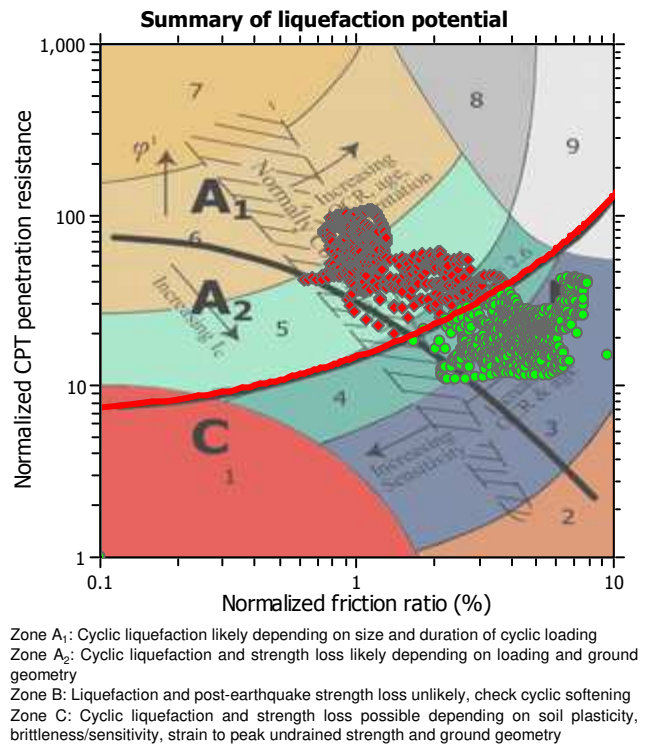 Summary of liquefaction potential
1,000
100
10
1
Normalized CPT penetration resistance
7
8
9
φ'
Increasing
OCR, age,
Normally
A1
6
A2
Increasing Ic
5
4
C
1
Increasing
Sensitivity
3
2
0.1
1
10
Normalized friction ratio (%)
Zone A₁: Cyclic liquefaction likely depending on size and duration of cyclic loading
Zone A₂: Cyclic liquefaction and strength loss likely depending on loading and ground
geometry
Zone B: Liquefaction and post-earthquake strength loss unlikely, check cyclic softening
Zone C: Cyclic liquefaction and strength loss possible depending on soil plasticity,
brittleness/sensitivity, strain to peak undrained strength and ground geometry